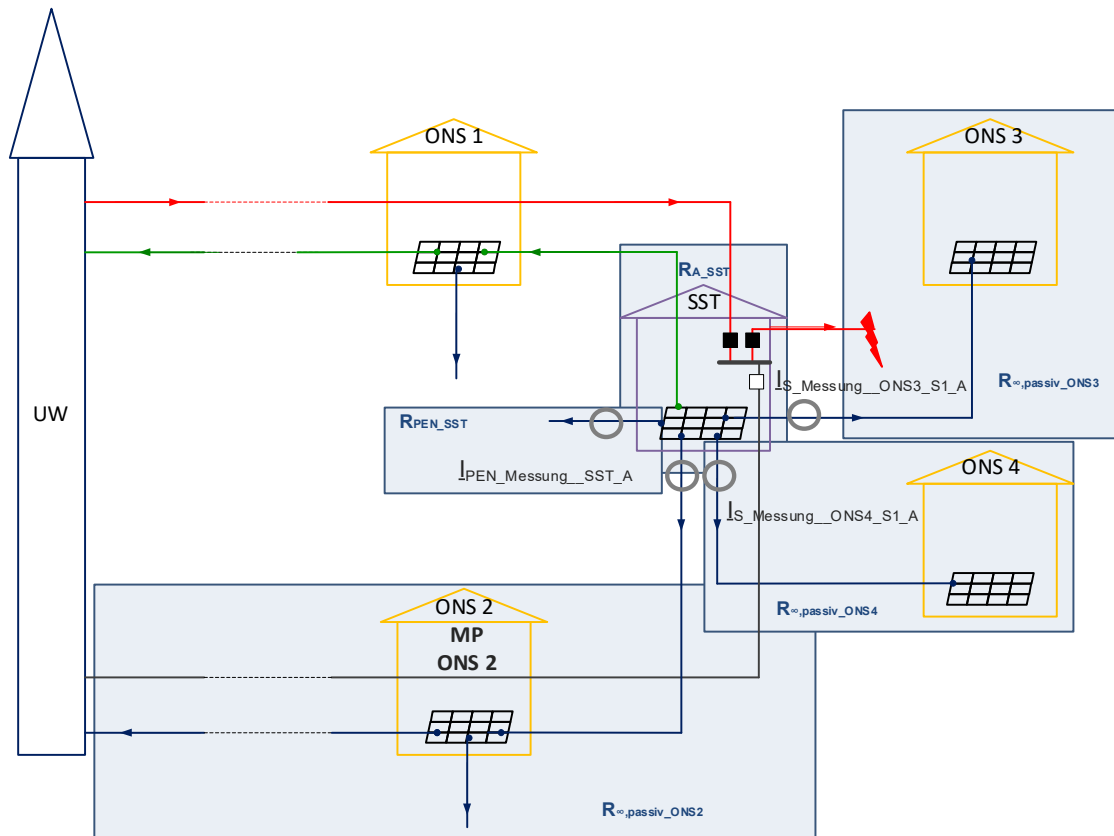 ONS 1
ONS 3
RA_SST
SST
IS_Messung__ONS3_S1_A
R∞,passiv_ONS3
UW
RPEN_SST
IPEN_Messung__SST_A
ONS 4
IS_Messung__ONS4_S1_A
R∞,passiv_ONS4
ONS 2
MP
ONS 2
R∞,passiv_ONS2